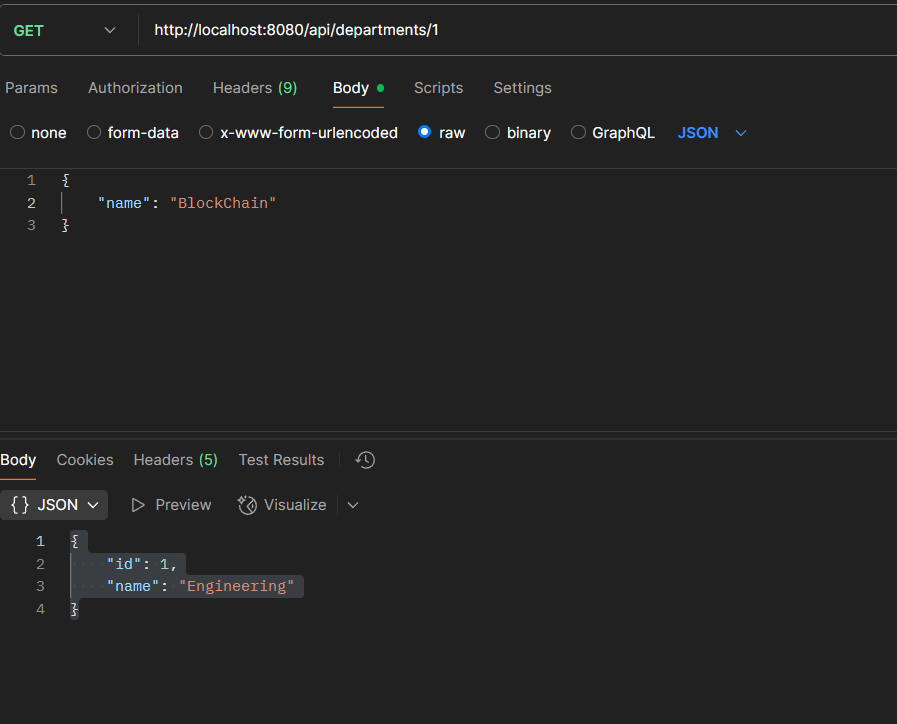 GET http://localhost:8080/api/departments/1
Params Authorization Headers (9) Body Scripts Settings
none form-data x-www-form-urlencoded raw binary GraphQL JSON
1 {
2 "name": "BlockChain"
3 }
Body Cookies Headers (5) Test Results
{} JSON Preview Visualize
1 {
2 "id": 1,
3 "name": "Engineering"
4 }